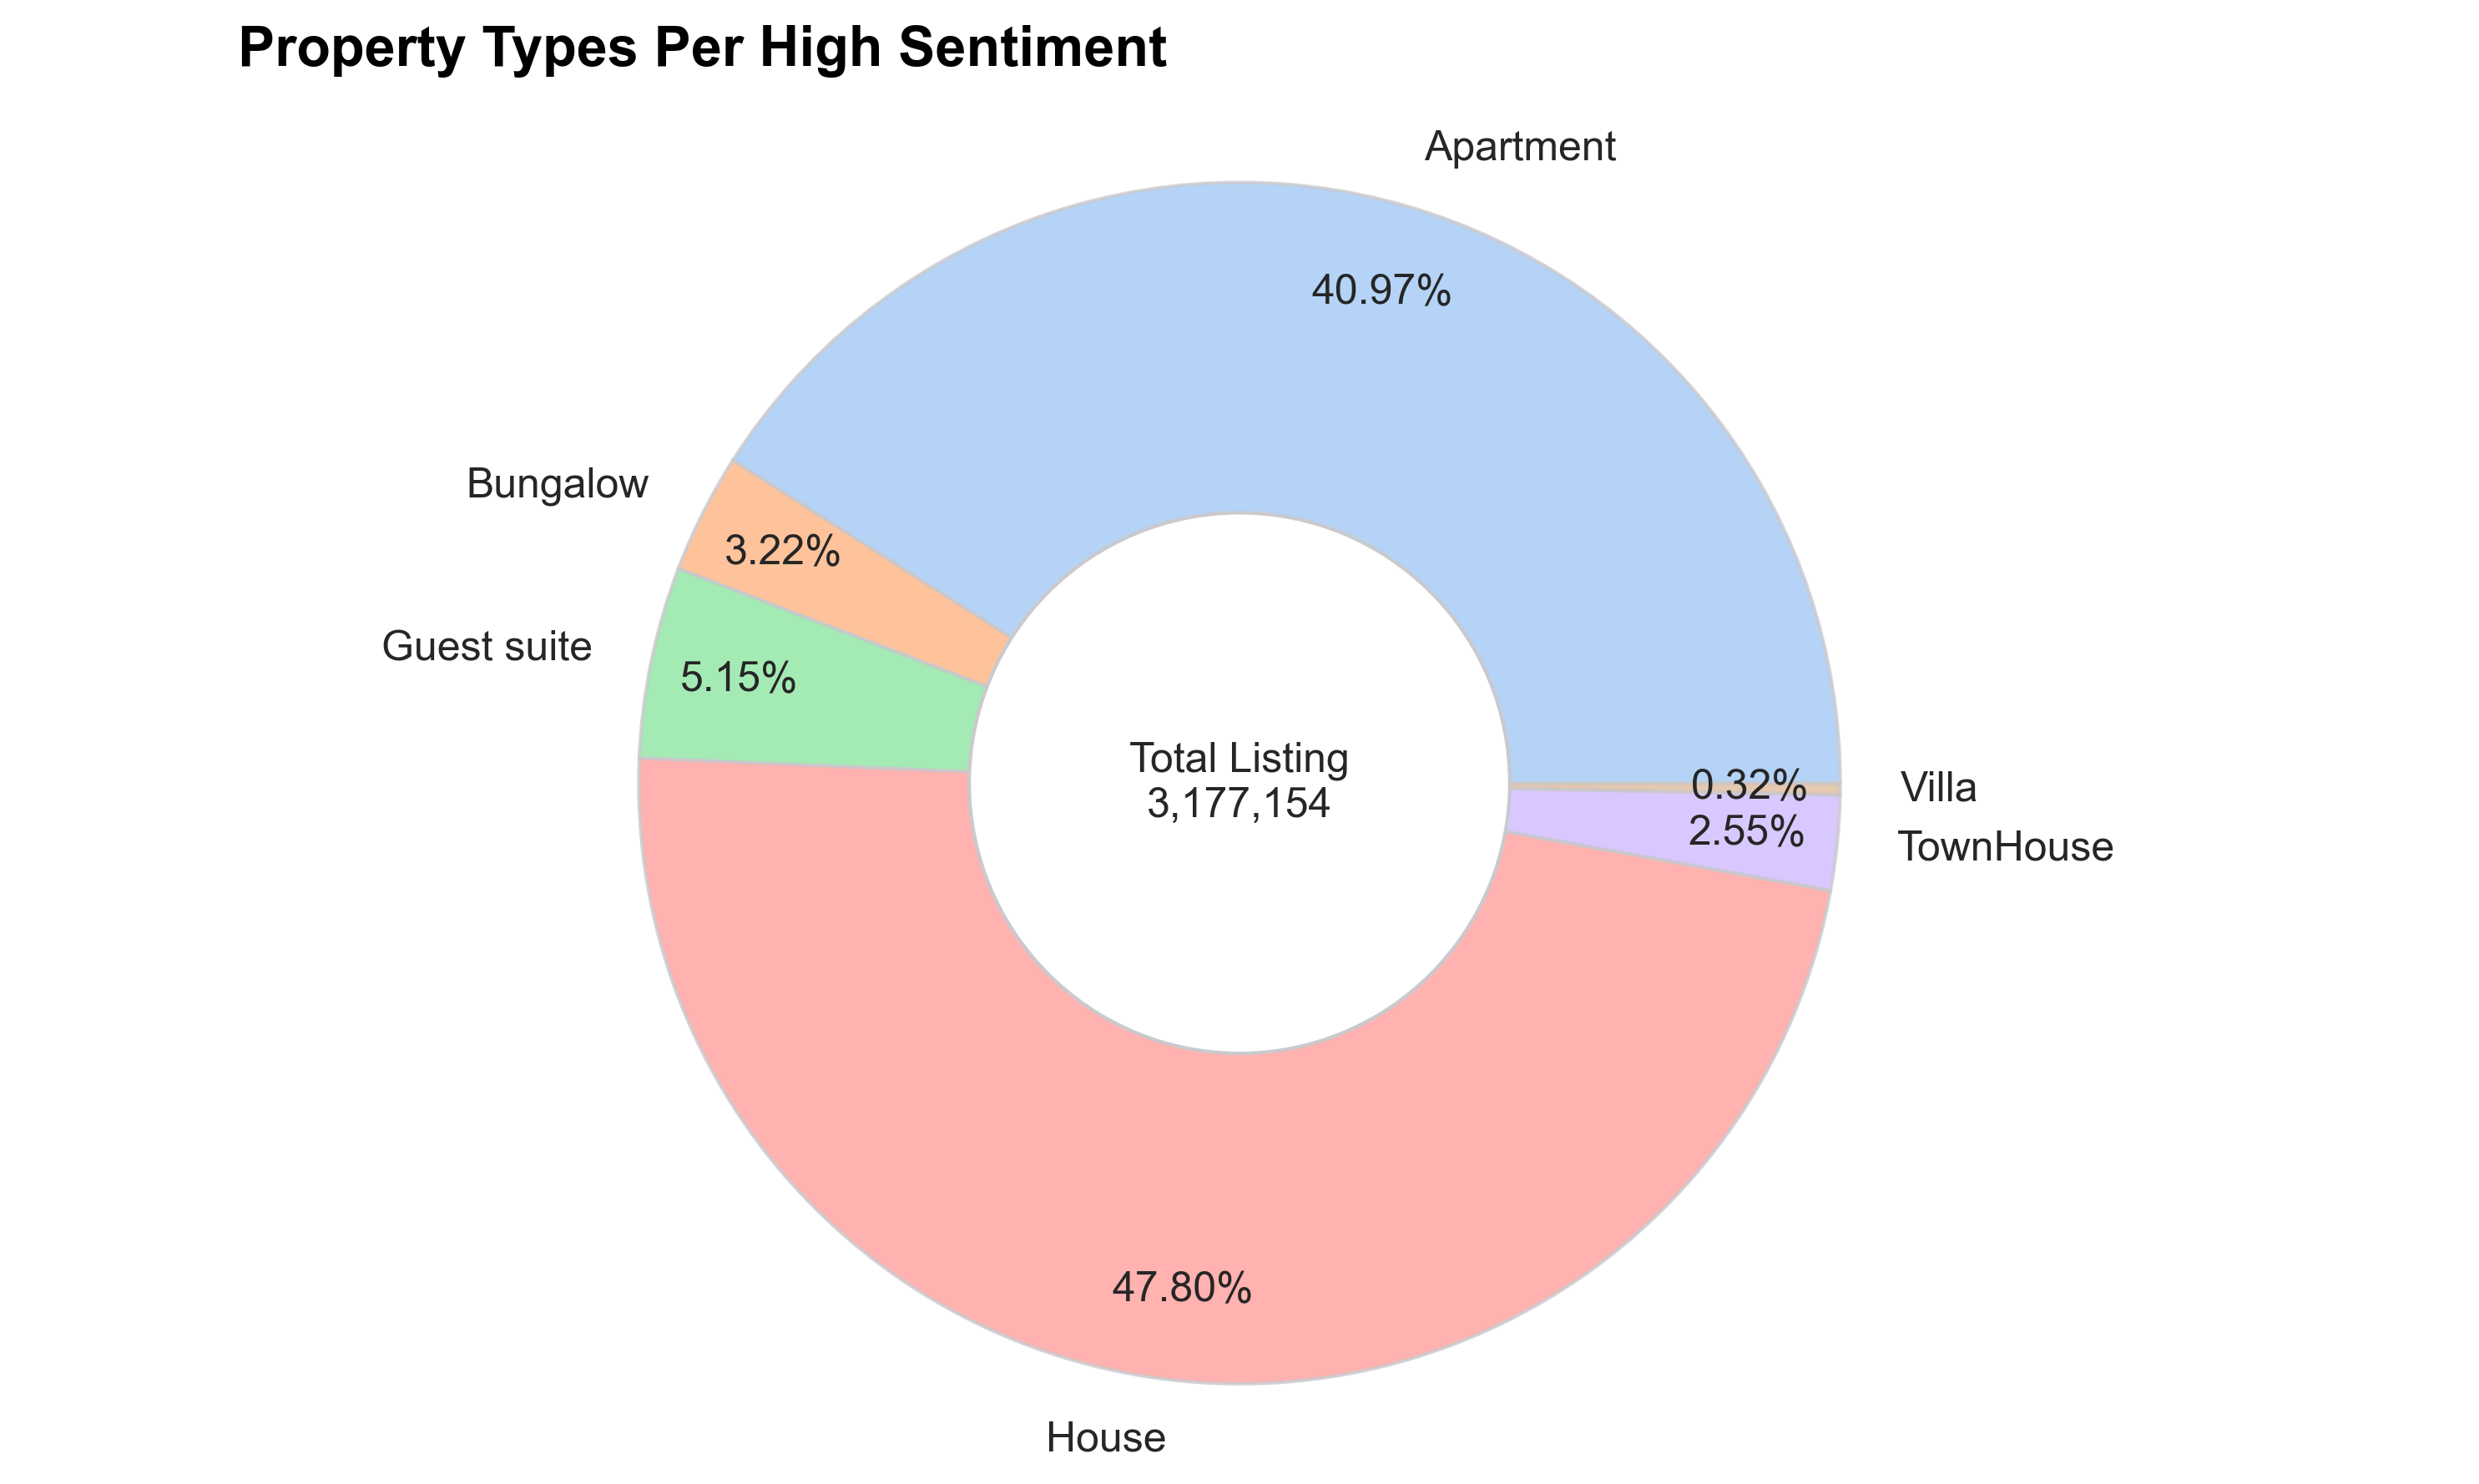 Property Types Per High Sentiment
Apartment
40.97%
Bungalow
3.22%
Guest suite
5.15%
Total Listing
3,177,154
0.32%
Villa
2.55%
TownHouse
47.80%
House